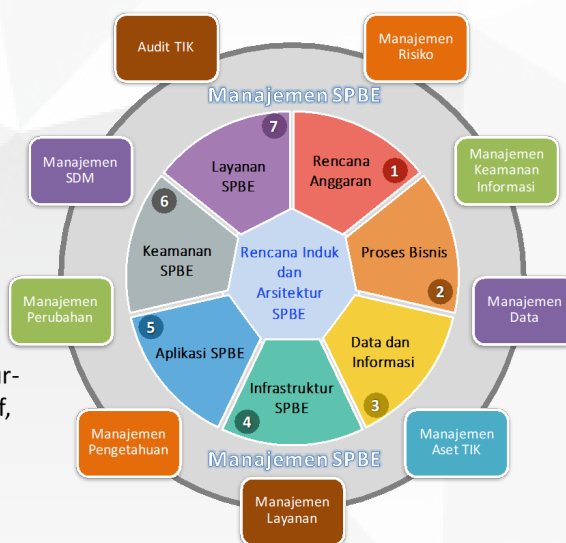 Audit TIK
Manajemen
Risiko
Manajemen SPBE
Manajemen
SDM
Manajemen
Keamanan
Informasi
7
Layanan
SPBE
Rencana
Anggaran
1
6
Keamanan
SPBE
Rencana Induk
dan
Arsitektur
SPBE
Proses Bisnis
2
Manajemen
Perubahan
Manajemen
Data
5
Aplikasi SPBE
Data dan
Informasi
3
Infrastruktur
SPBE
4
ur-
f,
Manajemen SPBE
Manajemen
Pengetahuan
Manajemen
Aset TIK
Manajemen
Layanan